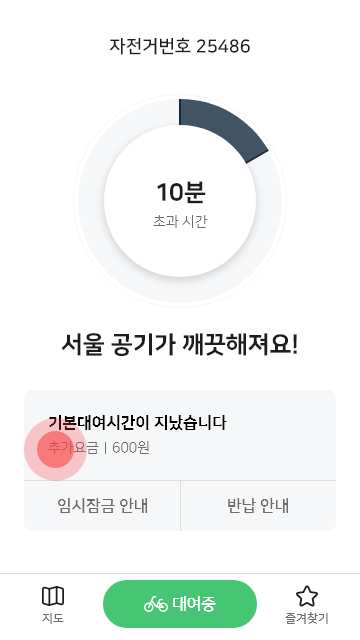 자전거번호 25486
10분
초과 시간
서울 공기가 깨끗해져요!
기본대여시간이 지났습니다
추가요금 | 600원
임시잠금 안내
반납 안내
지도
대여중
즐겨찾기